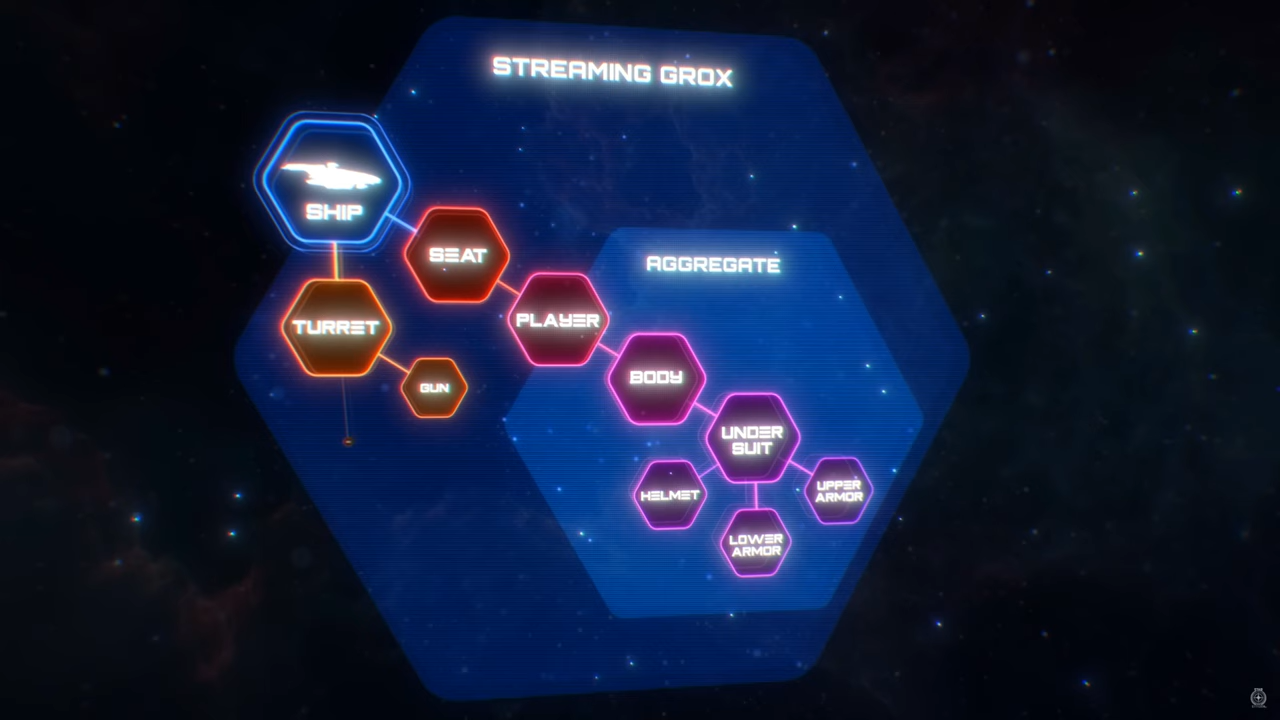 STREAMING GROX
SHIP
SEAT
AGGREGATE
TURRET
PLAYER
GUN
BODY
UNDER
SUIT
HELMET
UPPER
ARMOR
LOWER
ARMOR